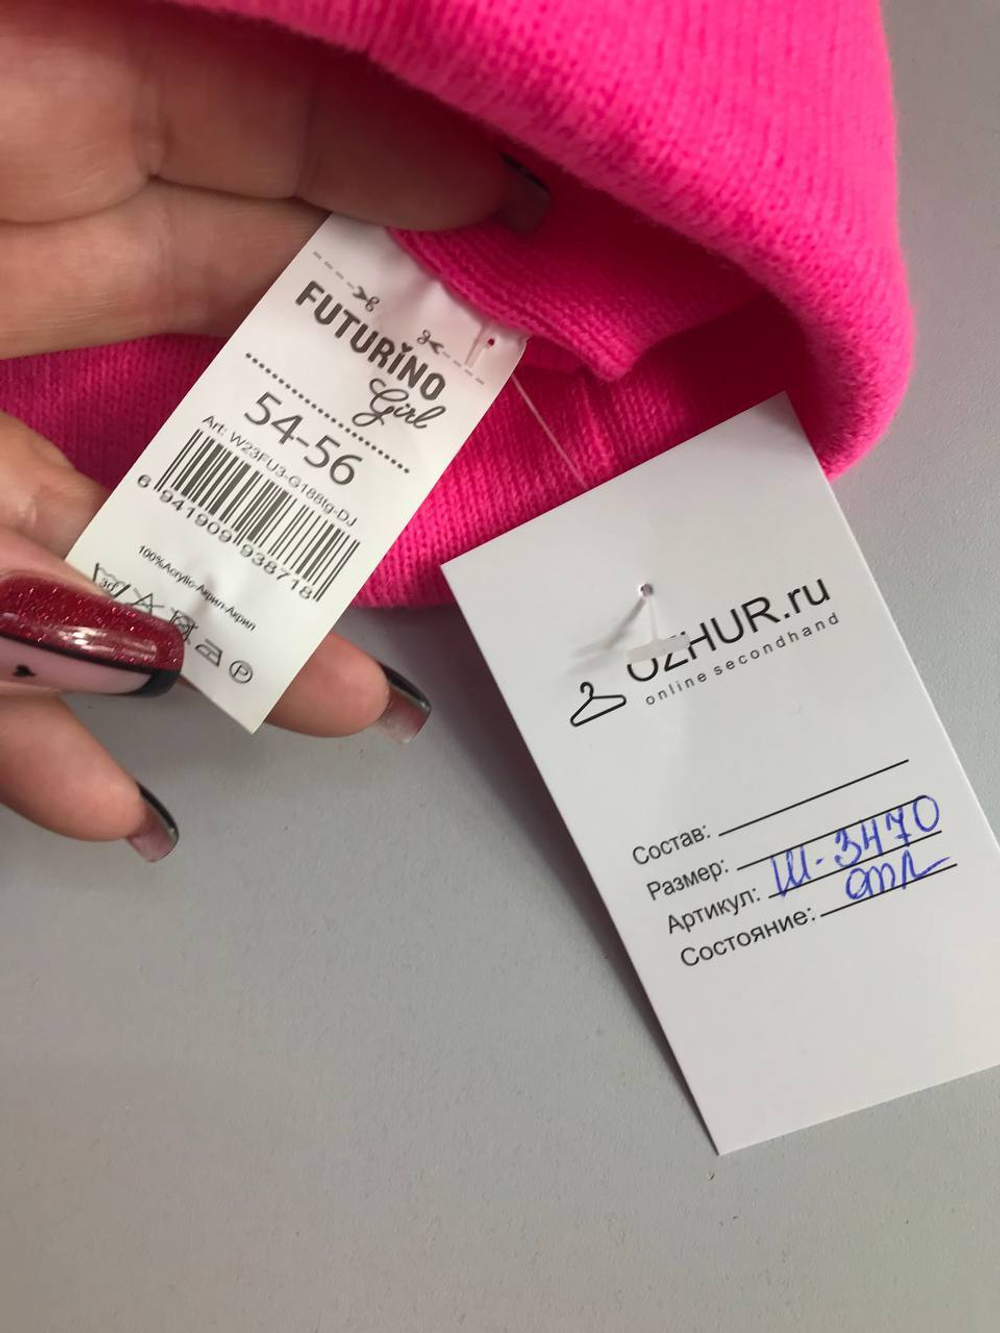 FUTURiNO
Girl
54-56
Art: W23FU3-G188tg-DJ
6 941909 938718
100%Acrylic-Акрил-Акрил
P
OZHUR.ru
online secondhand
Состав:
Размер:
Артикул: Ш-3470
Состояние: отл